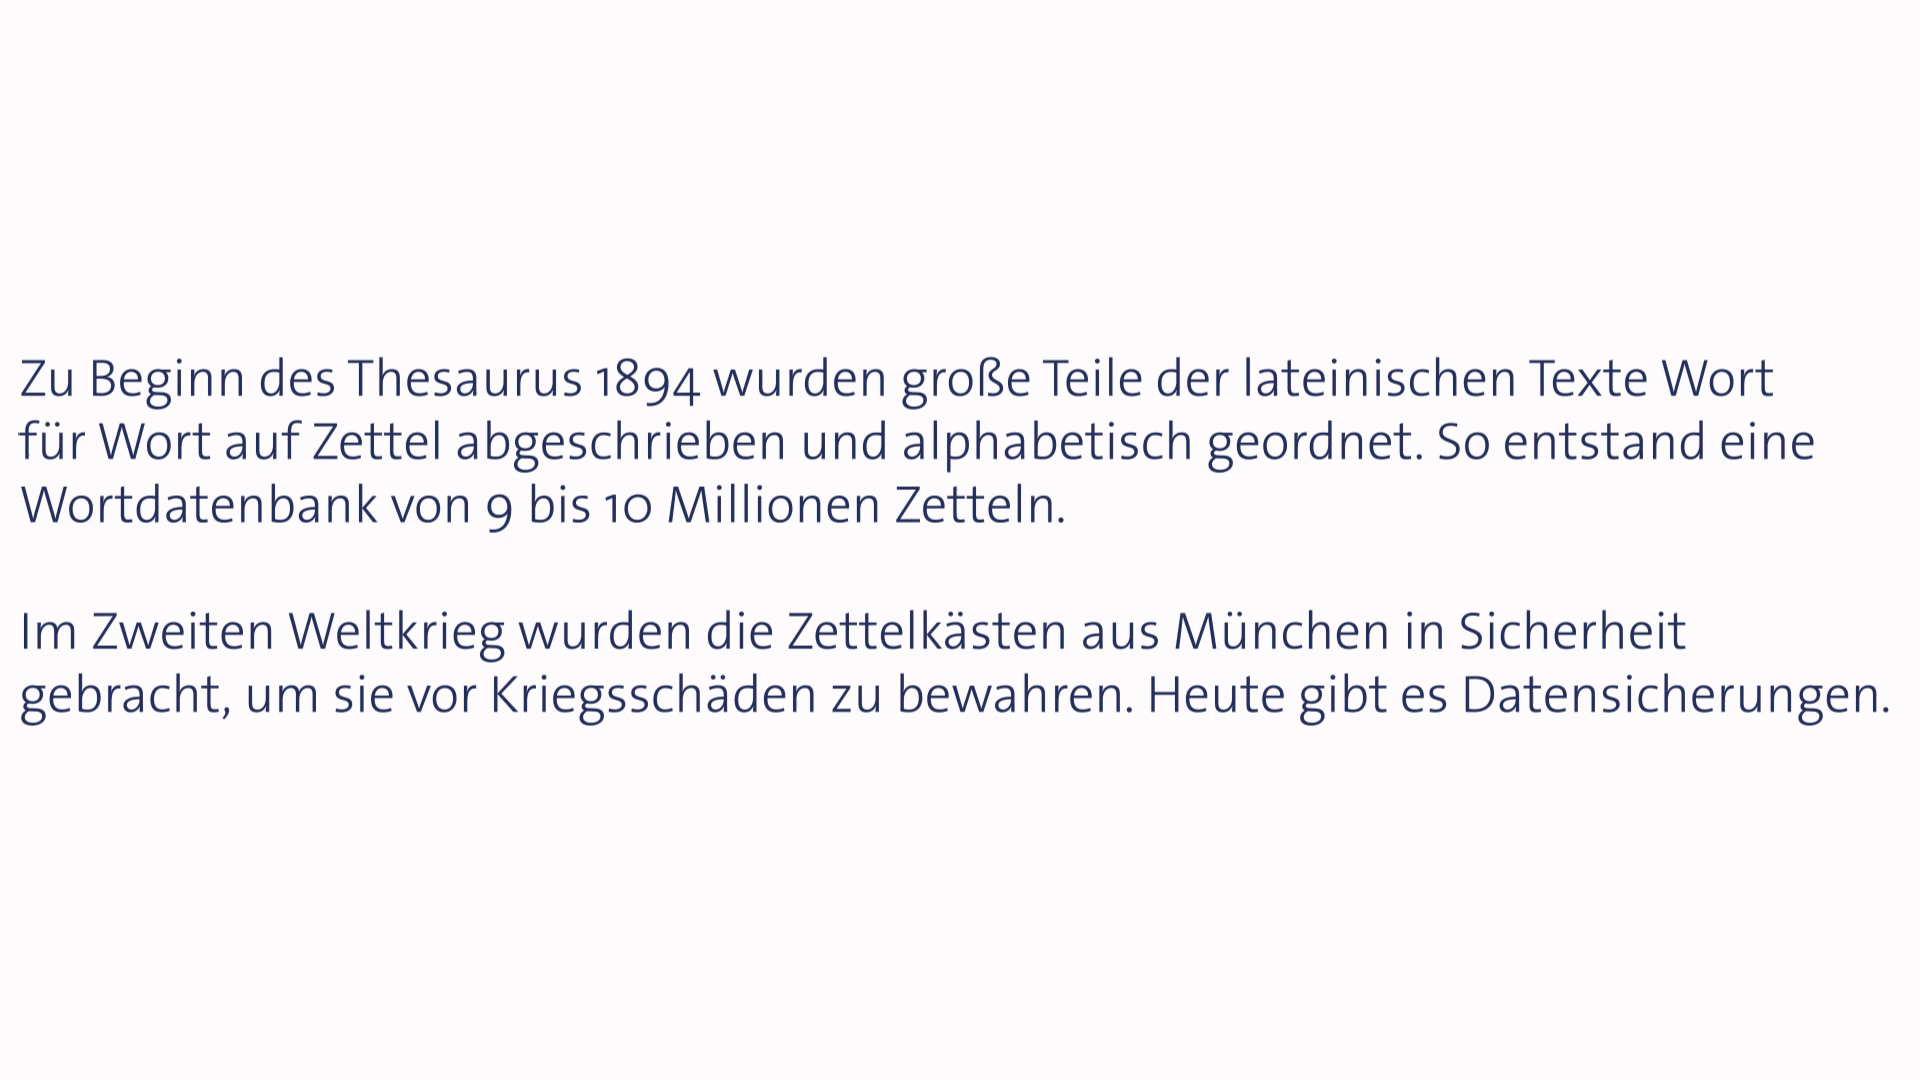 Zu Beginn des Thesaurus 1894 wurden große Teile der lateinischen Texte Wort
für Wort auf Zettel abgeschrieben und alphabetisch geordnet. So entstand eine
Wortdatenbank von 9 bis 10 Millionen Zetteln.
Im Zweiten Weltkrieg wurden die Zettelkästen aus München in Sicherheit
gebracht, um sie vor Kriegsschäden zu bewahren. Heute gibt es Datensicherungen.